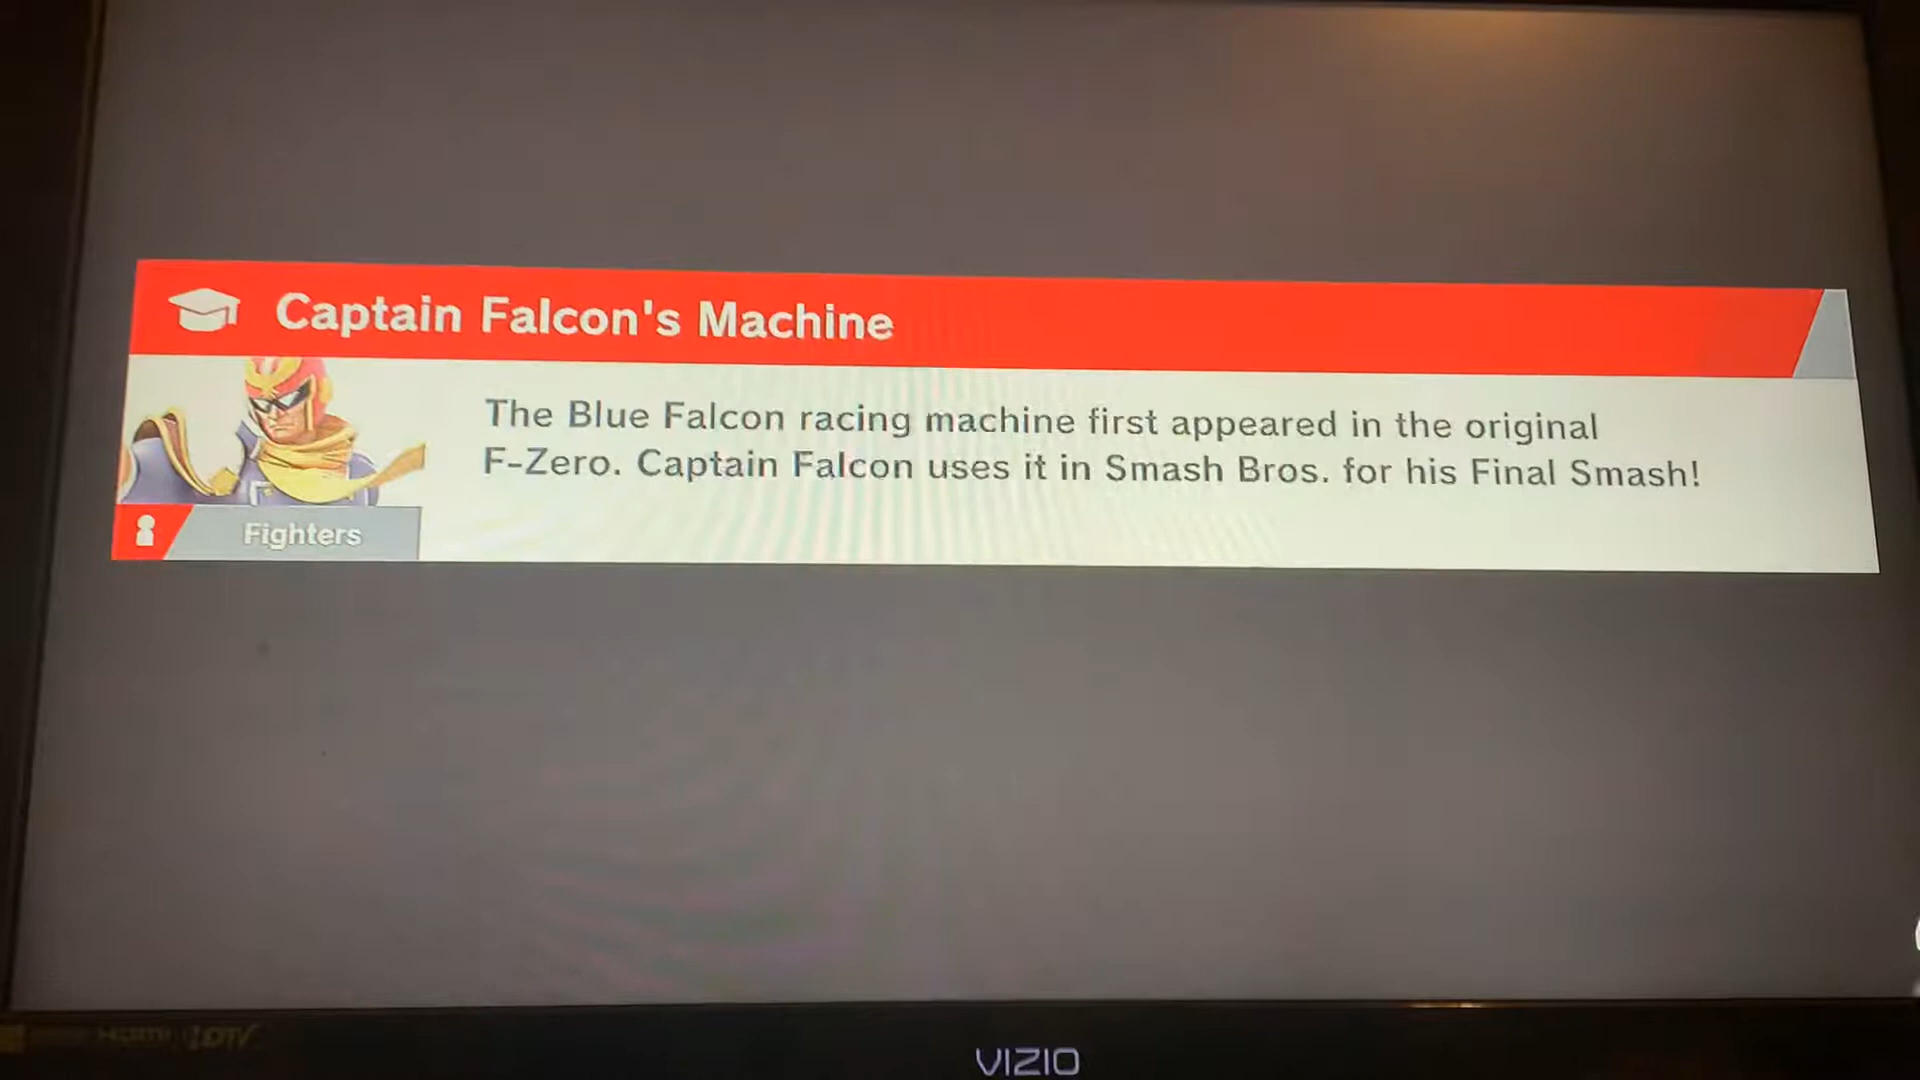 Captain Falcon's Machine
The Blue Falcon racing machine first appeared in the original
F-Zero. Captain Falcon uses it in Smash Bros. for his Final Smash!
Fighters
VIZIO